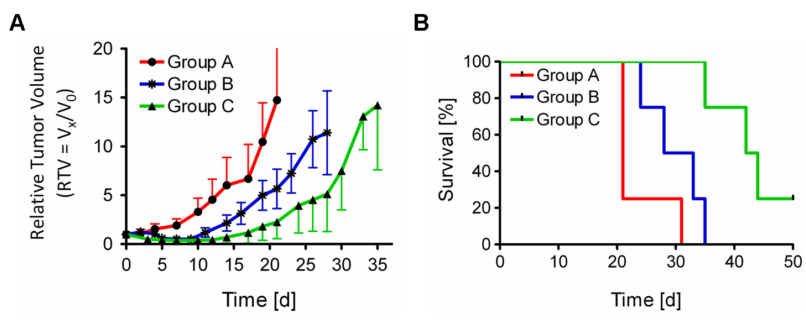 A
Relative Tumor Volume
(RTV = Vx/V0)
20
15
10
5
0
Group A
Group B
Group C
0 5 10 15 20 25 30 35
Time [d]
B
Survival [%]
100
80
60
40
20
0
Group A
Group B
Group C
0 10 20 30 40 50
Time [d]